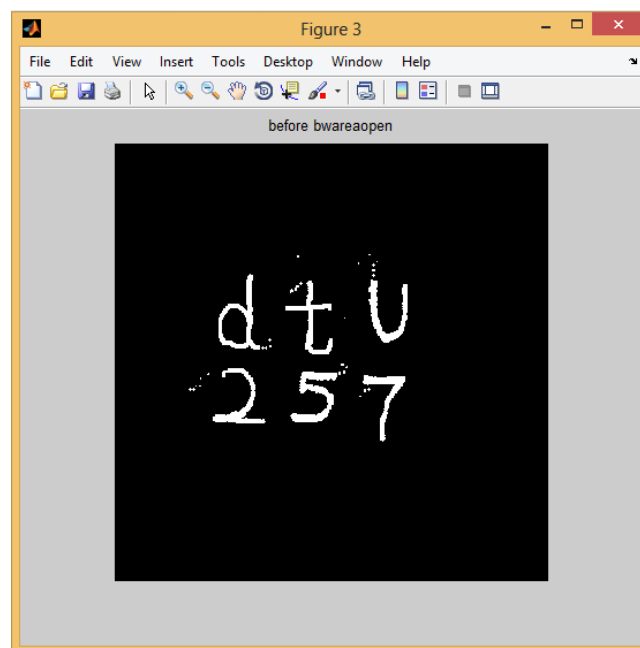 Figure 3
File Edit View Insert Tools Desktop Window Help
before bwareaopen
dtU
257